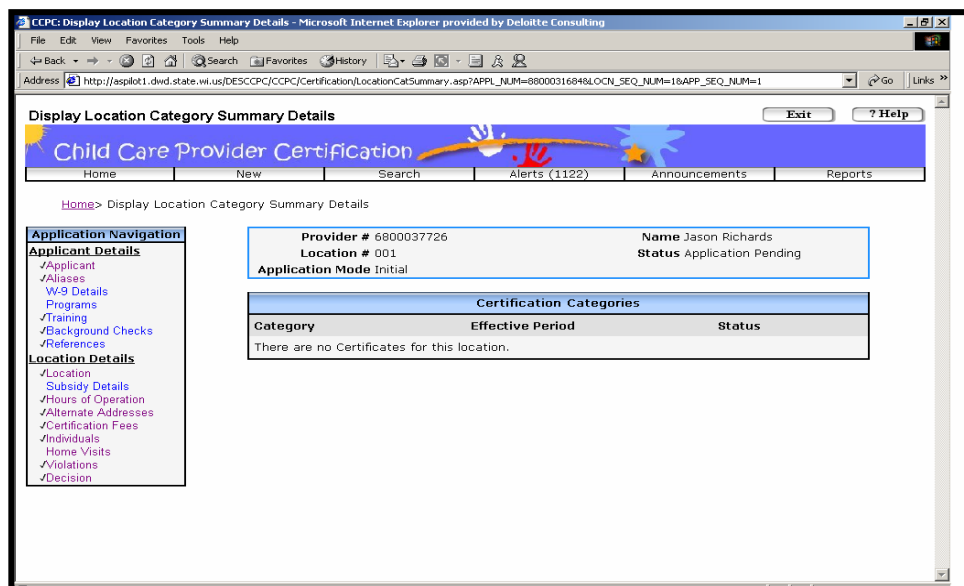 CCPC: Display Location Category Summary Details - Microsoft Internet Explorer provided by Deloitte Consulting
File Edit View Favorites Tools Help
Back Search Favorites History
Address http://aspilot1.dwd.state.wi.us/DESCCPC/CCPC/Certification/LocationCatSummary.asp?APPL_NUM=880003168&LOCN_SEQ_NUM=1&APP_SEQ_NUM=1 Go Links »
Display Location Category Summary Details Exit ? Help
Child Care Provider Certification
Home New Search Alerts (1122) Announcements Reports
Home> Display Location Category Summary Details
Application Navigation
Applicant Details
√Applicant
√Aliases
W-9 Details
Programs
√Training
√Background Checks
√References
Location Details
√Location
Subsidy Details
√Hours of Operation
√Alternate Addresses
√Certification Fees
√Individuals
Home Visits
√Violations
√Decision
Provider # 6800037726 Name Jason Richards
Location # 001 Status Application Pending
Application Mode Initial
Certification Categories
Category Effective Period Status
There are no Certificates for this location.